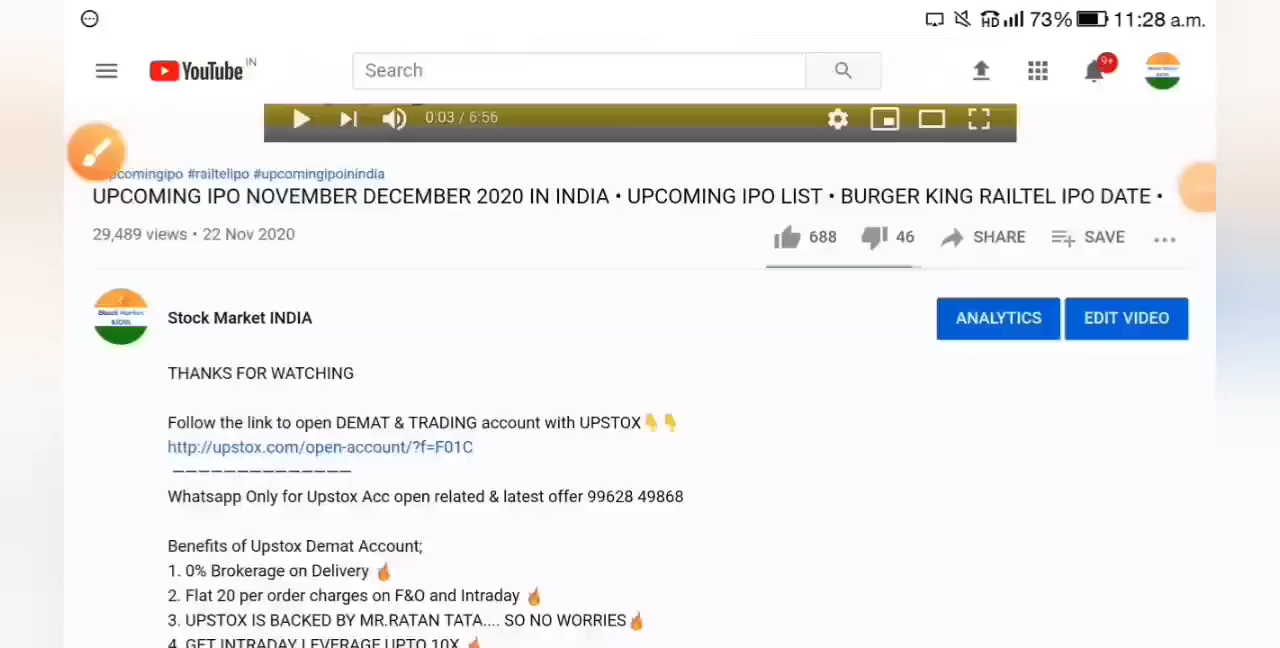 HD 73% 11:28 a.m.
YouTube IN
Search
9+
0:03 / 6:56
pcomingipo #railtelipo #upcomingipoinindia
UPCOMING IPO NOVEMBER DECEMBER 2020 IN INDIA • UPCOMING IPO LIST • BURGER KING RAILTEL IPO DATE •
29,489 views • 22 Nov 2020
688 46 SHARE SAVE
Stock Market INDIA
ANALYTICS EDIT VIDEO
THANKS FOR WATCHING
Follow the link to open DEMAT & TRADING account with UPSTOX👇👇
http://upstox.com/open-account/?f=F01C
——————————————
Whatsapp Only for Upstox Acc open related & latest offer 99628 49868
Benefits of Upstox Demat Account;
1. 0% Brokerage on Delivery 🔥
2. Flat 20 per order charges on F&O and Intraday 🔥
3. UPSTOX IS BACKED BY MR.RATAN TATA.... SO NO WORRIES🔥
4. GET INTRADAY LEVERAGE UPTO 10X 🔥